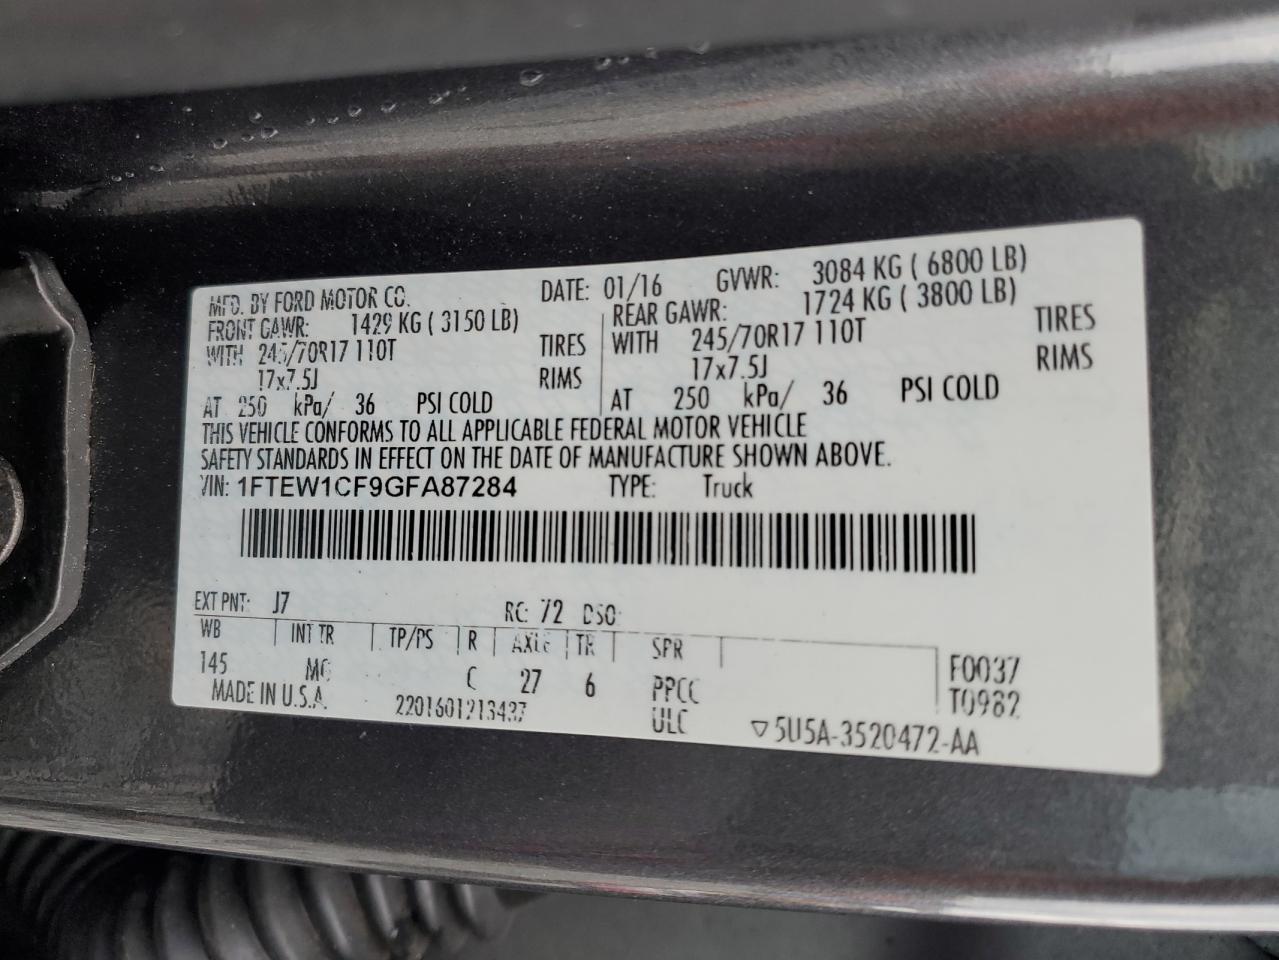 MFD. BY FORD MOTOR CO. DATE: 01/16 GVWR: 3084 KG ( 6800 LB)
FRONT GAWR: 1429 KG ( 3150 LB) REAR GAWR: 1724 KG ( 3800 LB)
WITH 245/70R17 110T TIRES WITH 245/70R17 110T TIRES
17x7.5J RIMS 17x7.5J RIMS
AT 250 kPa/ 36 PSI COLD AT 250 kPa/ 36 PSI COLD
THIS VEHICLE CONFORMS TO ALL APPLICABLE FEDERAL MOTOR VEHICLE
SAFETY STANDARDS IN EFFECT ON THE DATE OF MANUFACTURE SHOWN ABOVE.
VIN: 1FTEW1CF9GFA87284 TYPE: Truck
EXT PNT: J7 RC: 72 DSO:
WB INT TR TP/PS R AXLE TR SPR
145 MG C 27 6 PPCC F0037
MADE IN U.S.A. 2201601213437 ULC T0982
▽5U5A-3520472-AA